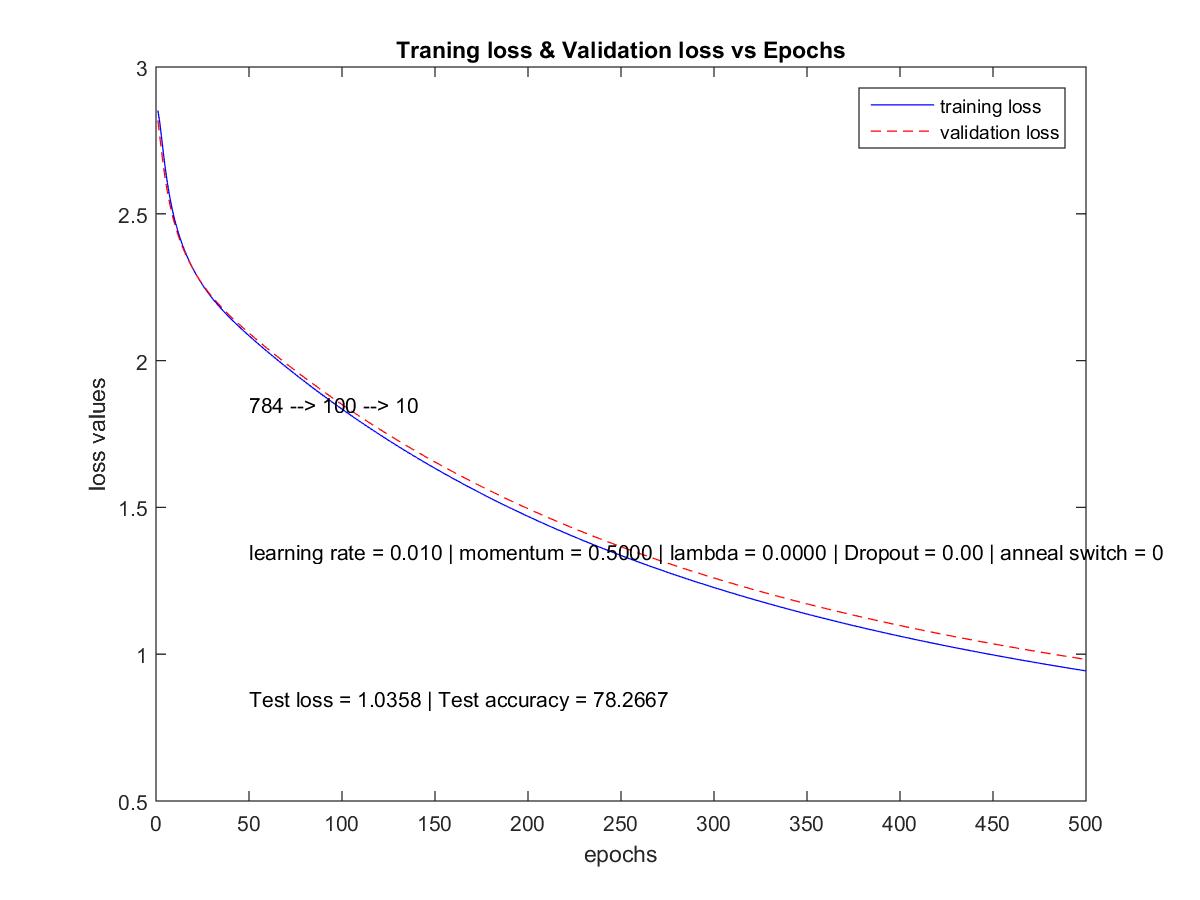 Traning loss & Validation loss vs Epochs
3
training loss
validation loss
2.5
2
784 --> 100 --> 10
loss values
1.5
learning rate = 0.010 | momentum = 0.5000 | lambda = 0.0000 | Dropout = 0.00 | anneal switch = 0
1
Test loss = 1.0358 | Test accuracy = 78.2667
0.5
0 50 100 150 200 250 300 350 400 450 500
epochs